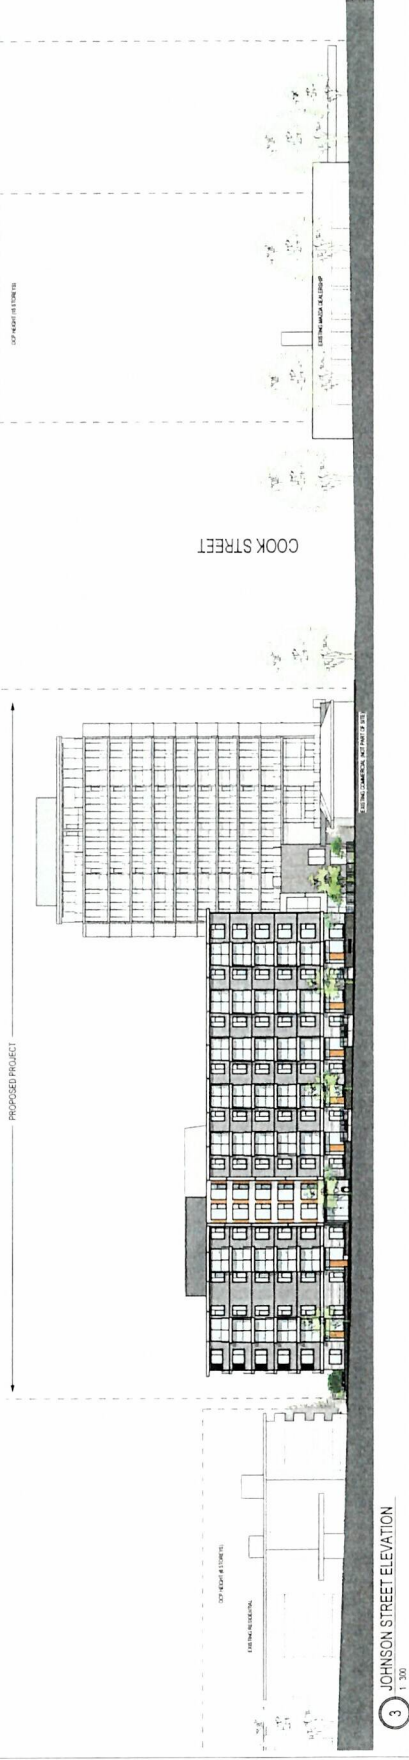 PROPOSED PROJECT
EXISTING RESIDENTIAL
COOK STREET
EXISTING MAZDA DEALERSHIP
EXISTING COMMERCIAL (NOT PART OF SITE)
3 JOHNSON STREET ELEVATION
1 : 300